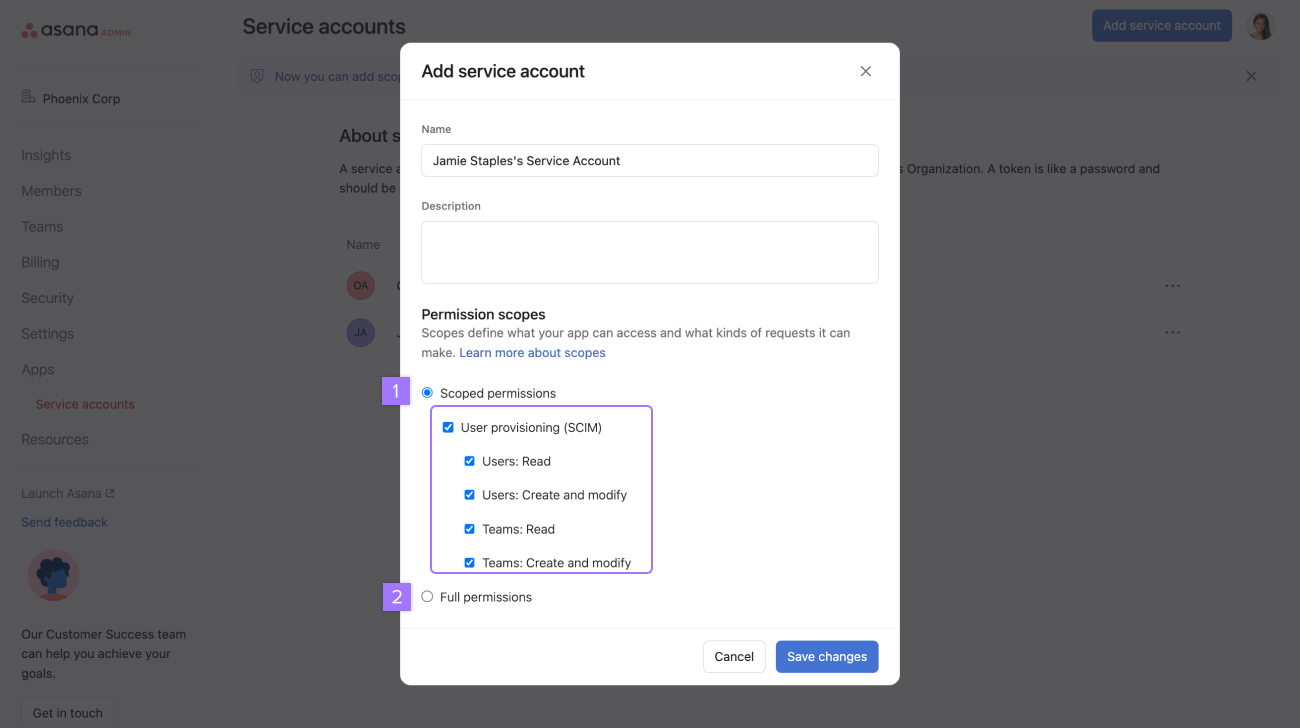 asana ADMIN
Service accounts
Add service account
Now you can add sco
Phoenix Corp
Insights
Members
Teams
Billing
Security
Settings
Apps
Service accounts
Resources
Launch Asana
Send feedback
Our Customer Success team
can help you achieve your
goals.
Get in touch
About s
A service a
s Organization. A token is like a password and
should be
Name
OA
JA
Add service account
Name
Jamie Staples's Service Account
Description
Permission scopes
Scopes define what your app can access and what kinds of requests it can
make. Learn more about scopes
1
Scoped permissions
User provisioning (SCIM)
Users: Read
Users: Create and modify
Teams: Read
Teams: Create and modify
2
Full permissions
Cancel
Save changes